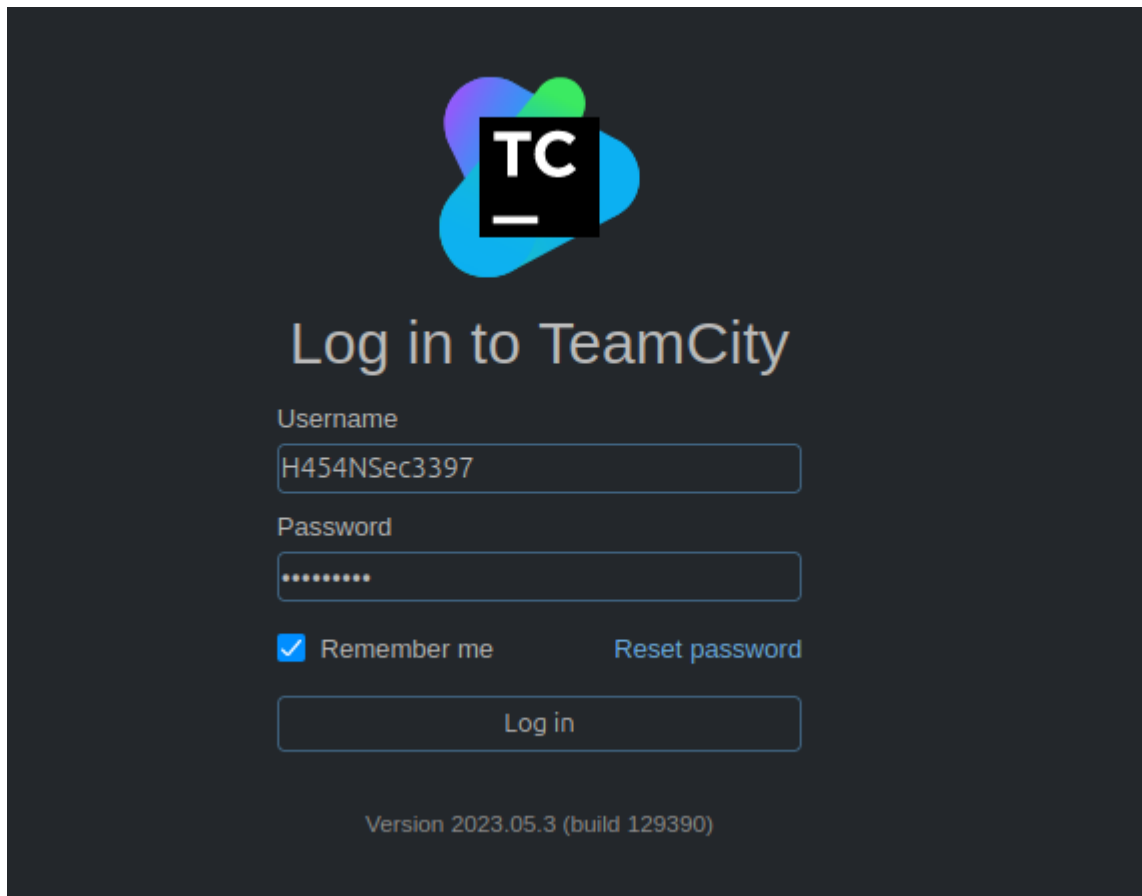 TC
Log in to TeamCity
Username
H454NSec3397
Password
•••••••••
Remember me Reset password
Log in
Version 2023.05.3 (build 129390)